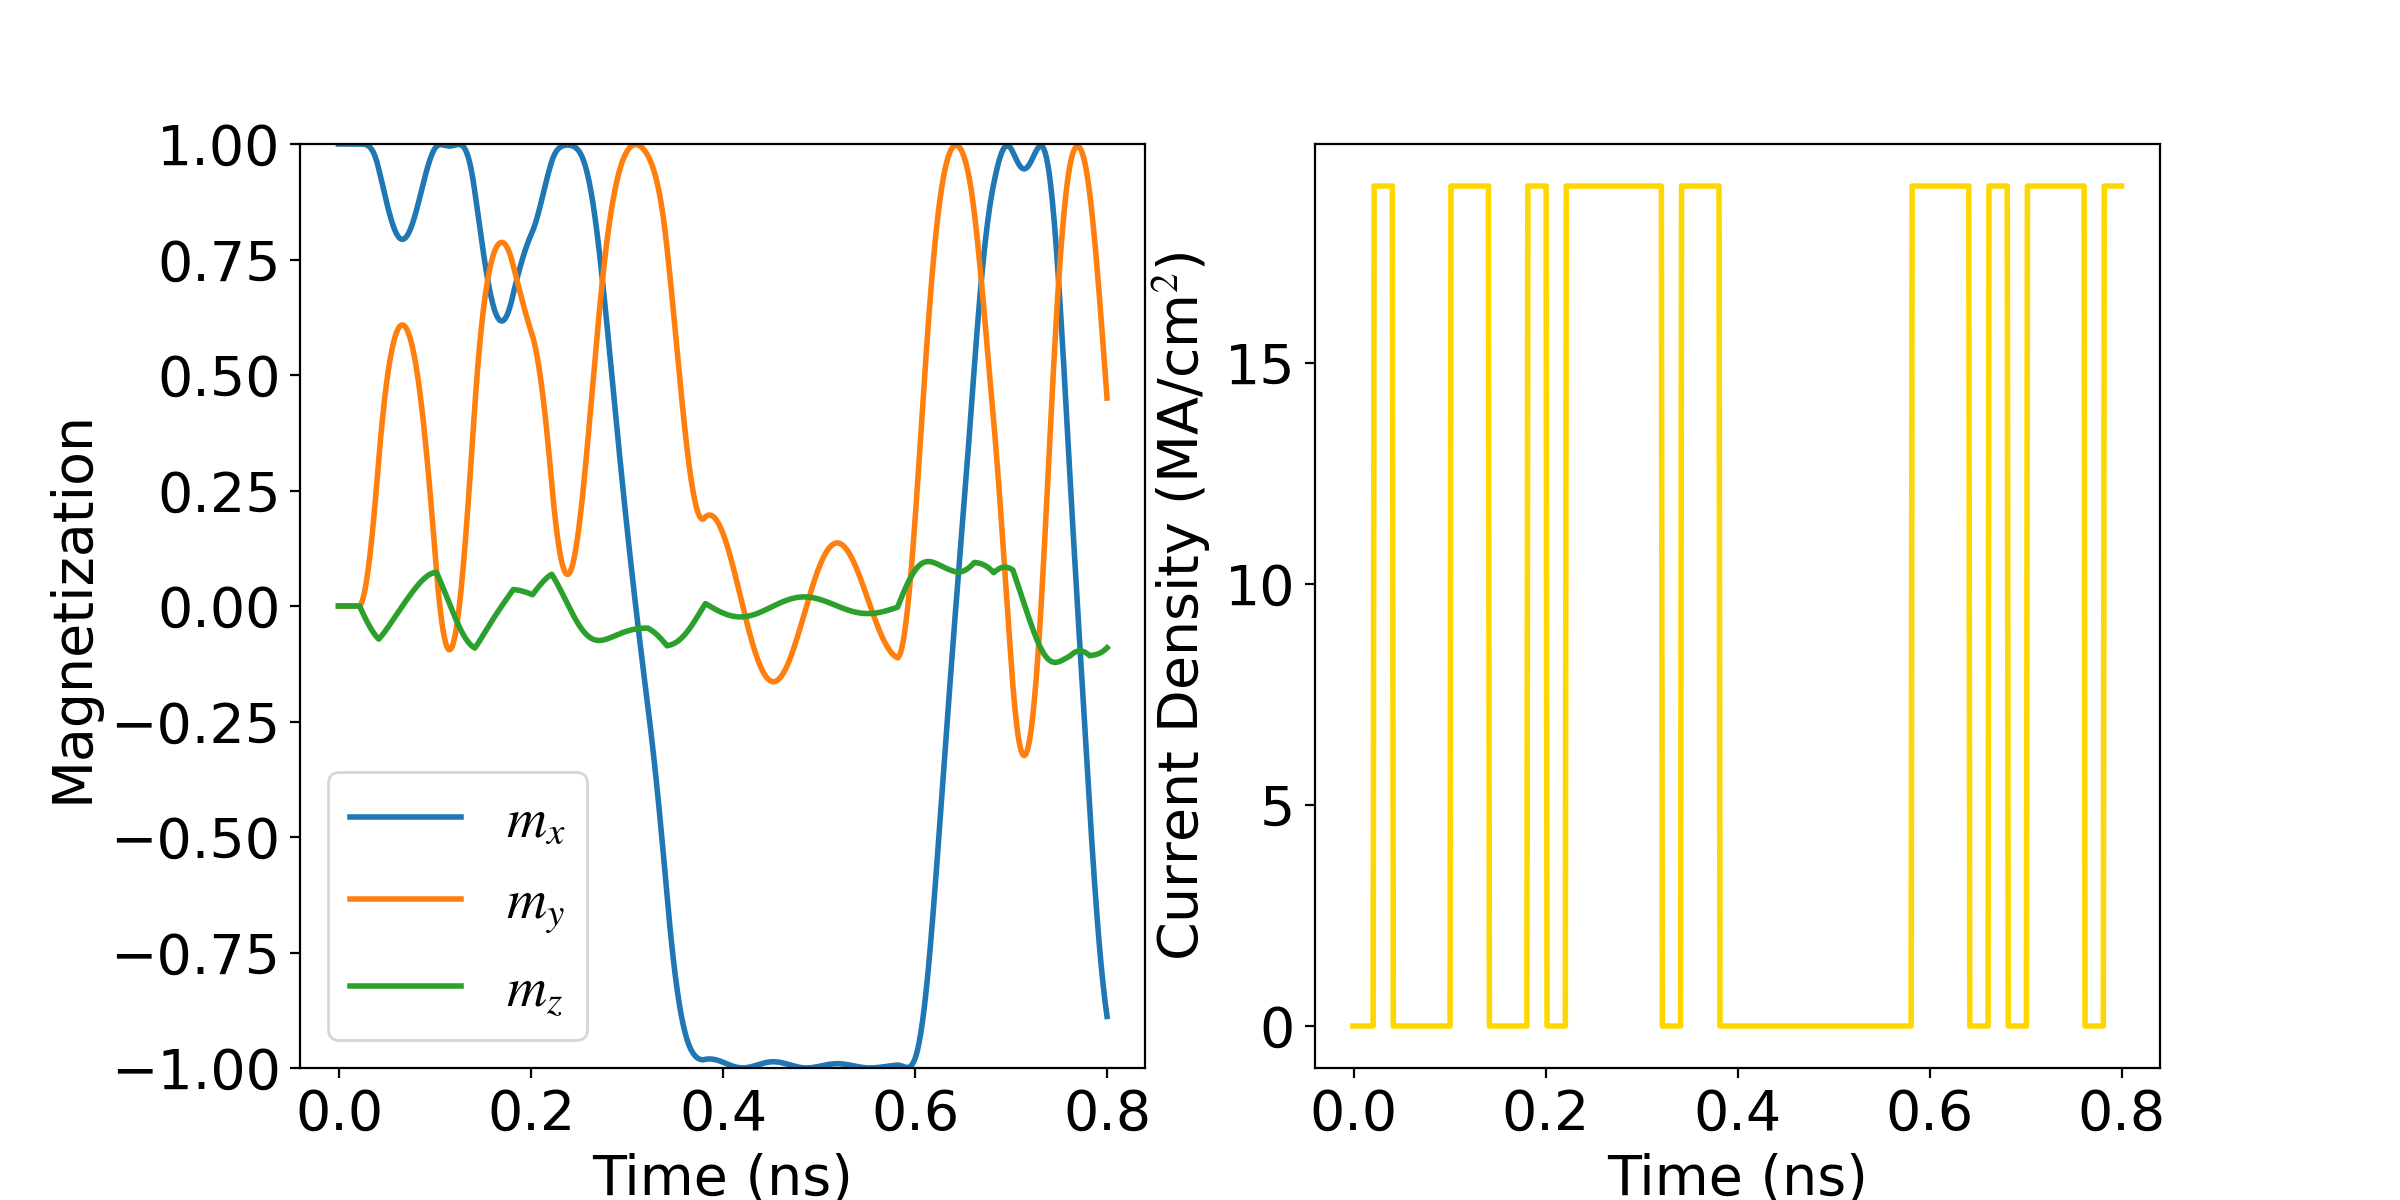 Magnetization
1.00
0.75
0.50
0.25
0.00
−0.25
−0.50
−0.75
−1.00
m_x
m_y
m_z
0.0 0.2 0.4 0.6 0.8
Time (ns)
Current Density (MA/cm²)
15
10
5
0
0.0 0.2 0.4 0.6 0.8
Time (ns)